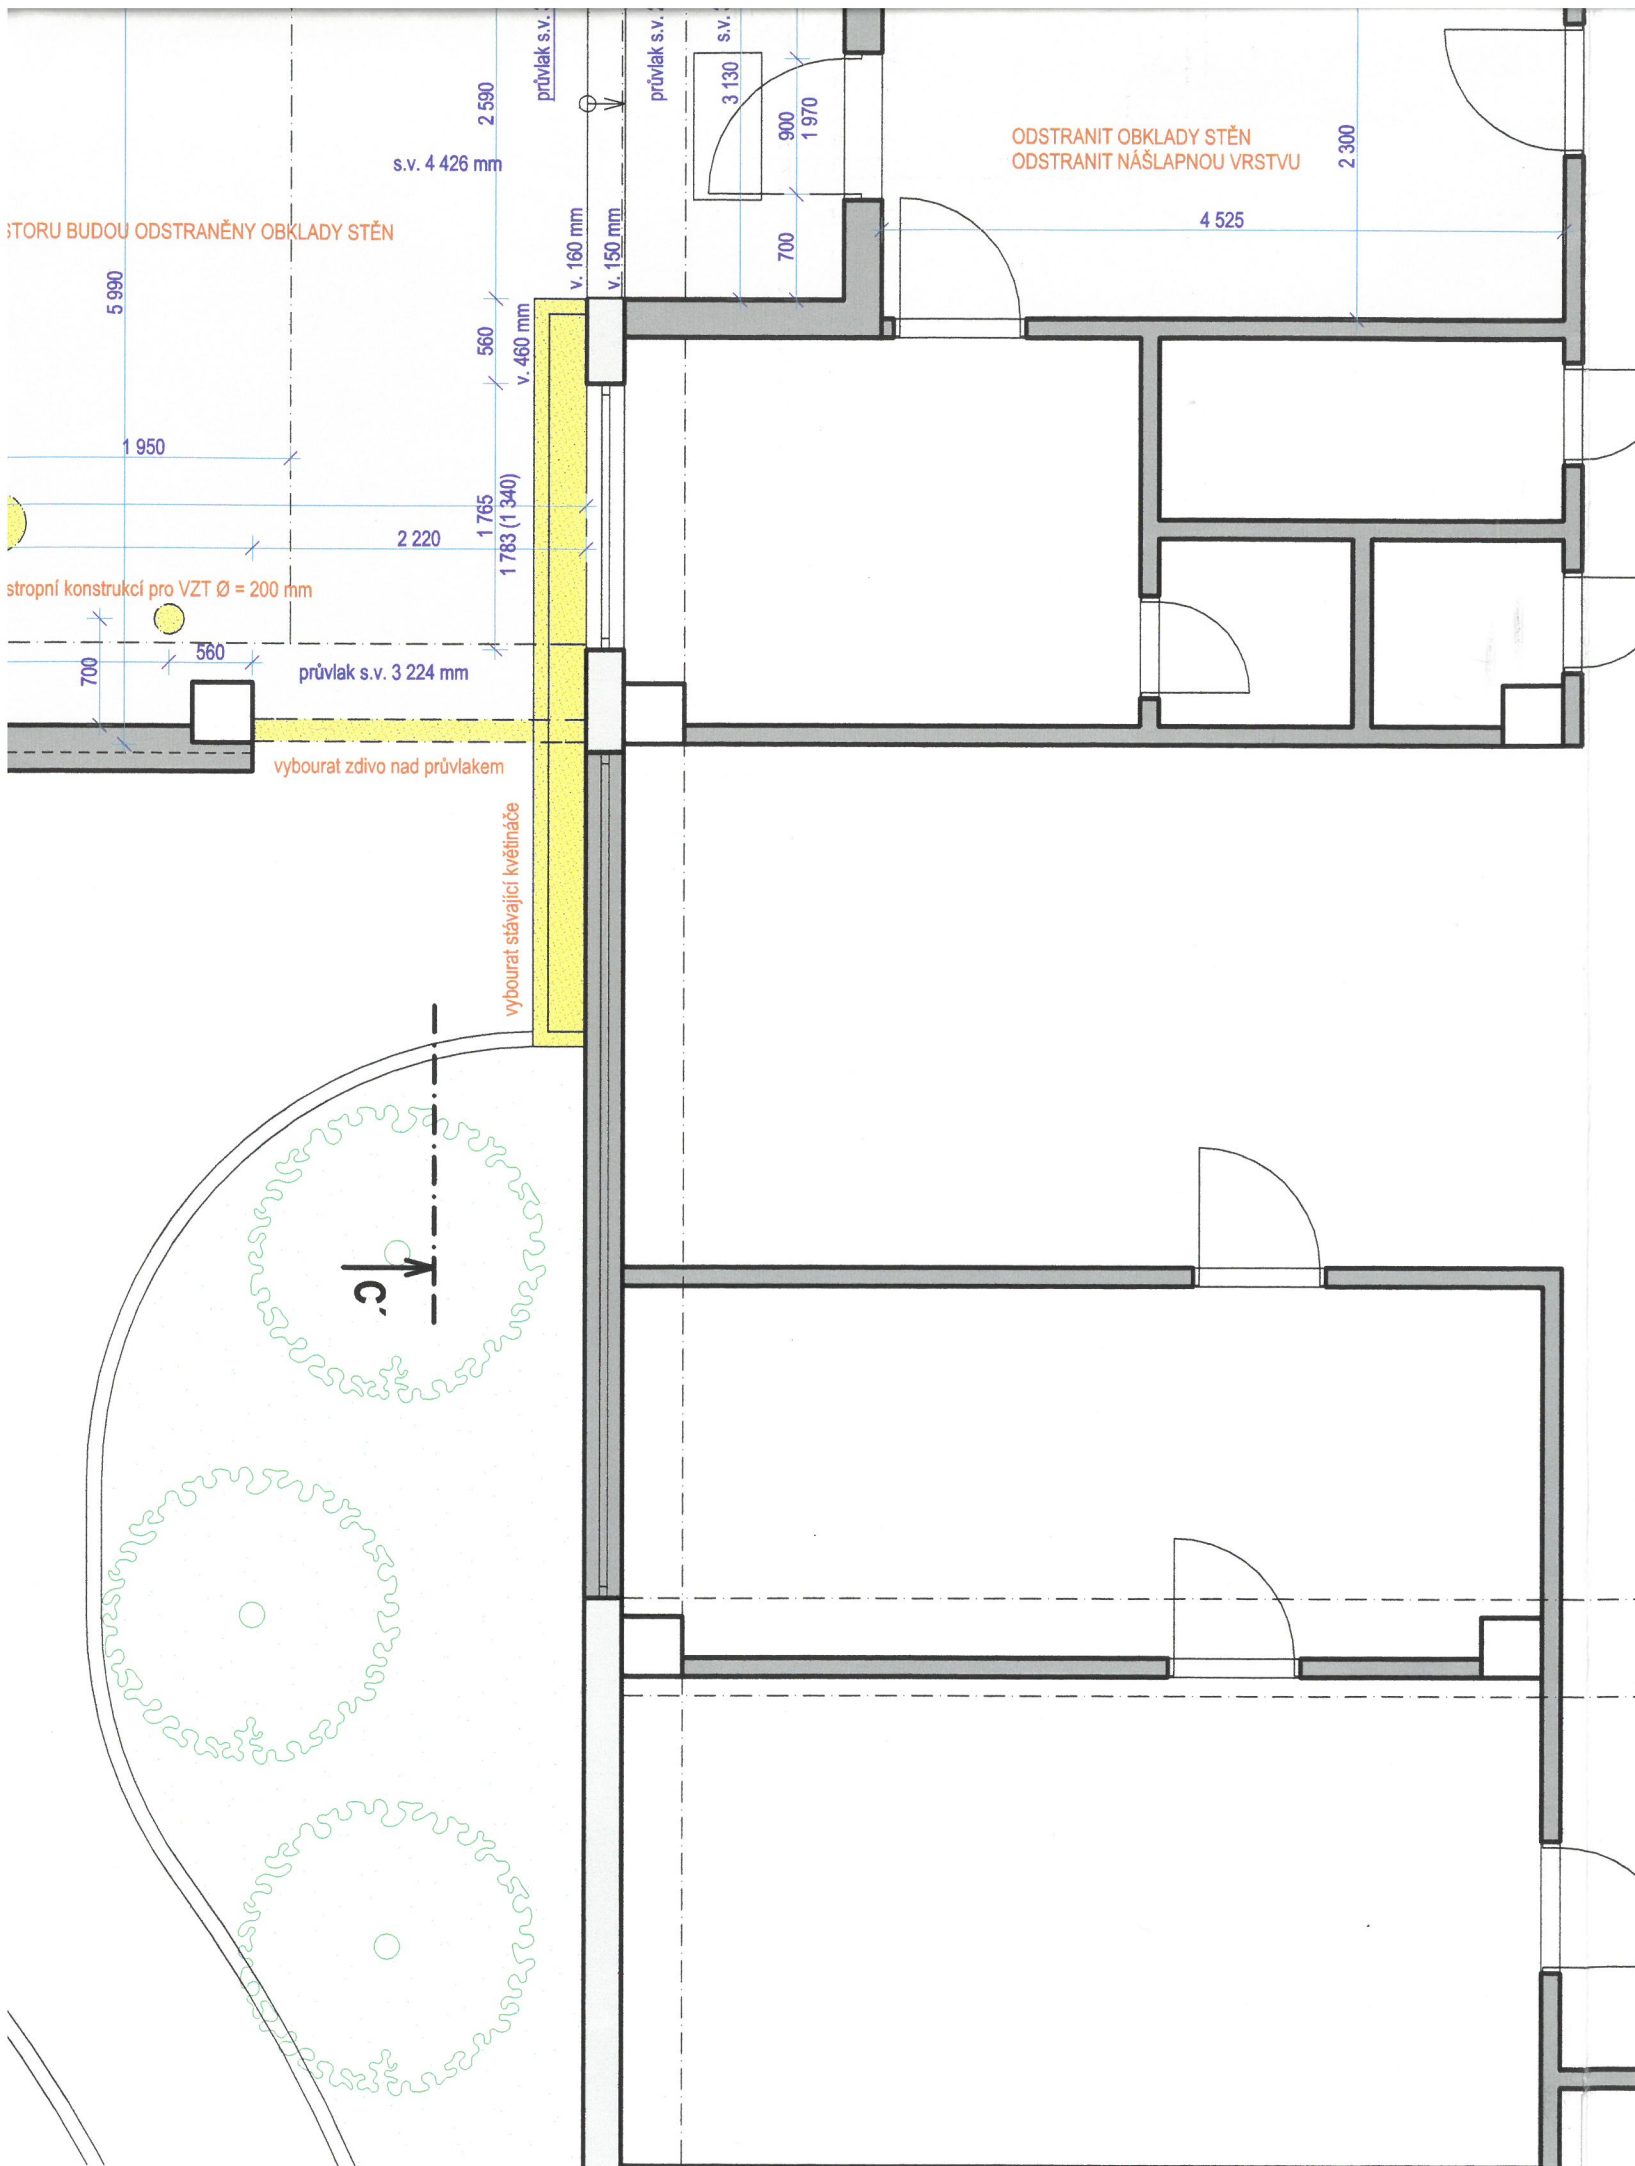 průvlak s.v.
průvlak s.v.
s.v.
2 590
3 130
900
1 970
s.v. 4 426 mm
ODSTRANIT OBKLADY STĚN
ODSTRANIT NÁŠLAPNOU VRSTVU
2 300
4 525
STORU BUDOU ODSTRANĚNY OBKLADY STĚN
v. 160 mm
v. 150 mm
700
5 990
560
v. 460 mm
1 950
1 765
1 783 (1 340)
2 220
stropní konstrukcí pro VZT Ø = 200 mm
560
700
průvlak s.v. 3 224 mm
vybourat zdivo nad průvlakem
vybourat stávající květináče
C'